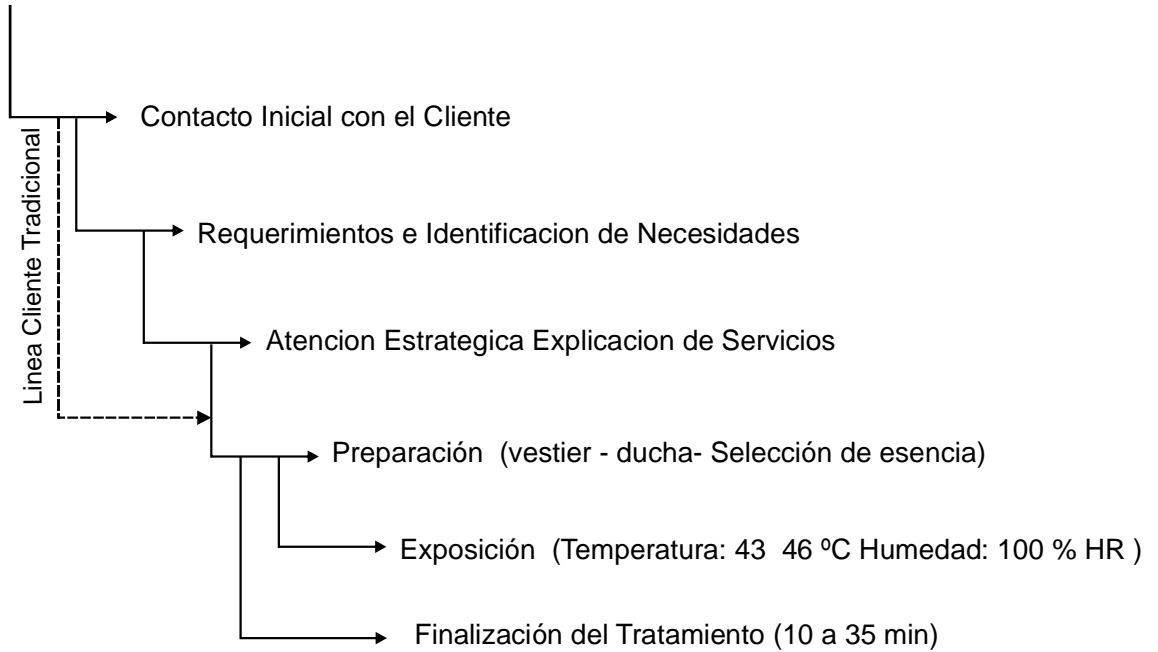 Contacto Inicial con el Cliente
Linea Cliente Tradicional
Requerimientos e Identificacion de Necesidades
Atencion Estrategica Explicacion de Servicios
Preparación (vestier - ducha- Selección de esencia)
Exposición (Temperatura: 43 46 ºC Humedad: 100 % HR )
Finalización del Tratamiento (10 a 35 min)